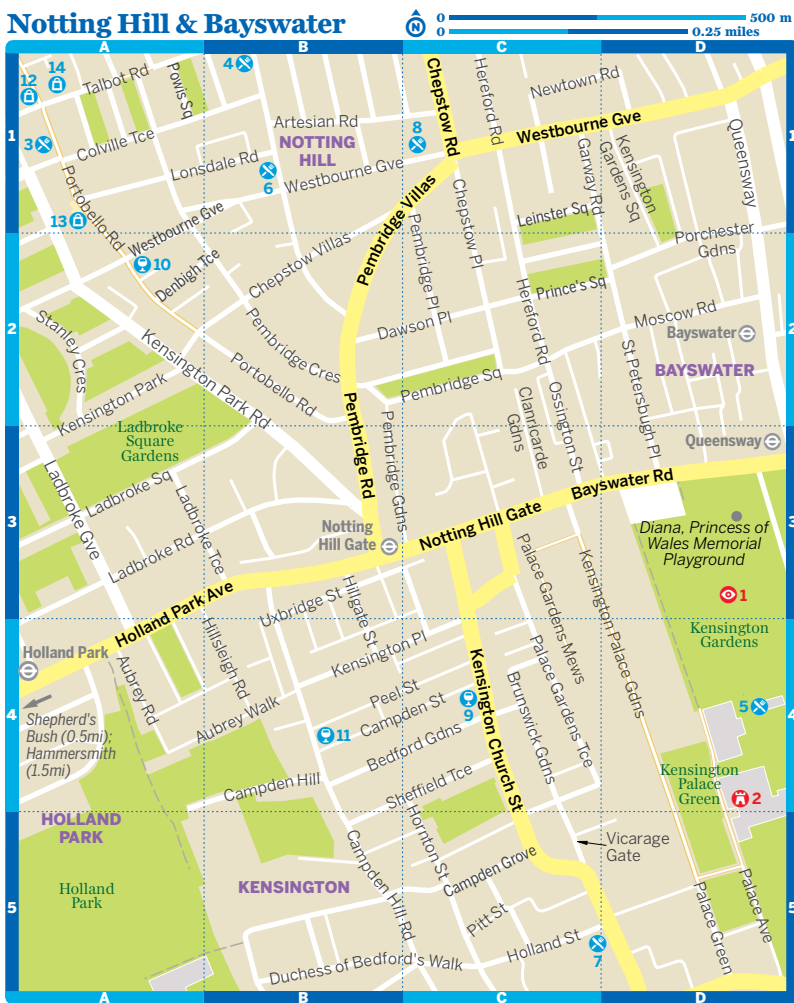 Notting Hill & Bayswater
N
0
500 m
0
0.25 miles
A
B
C
D
12
14
Talbot Rd
Powis Sq
4
Chepstow Rd
Hereford Rd
Newtown Rd
1
3
Colville Tce
Artesian Rd
NOTTING
HILL
8
Westbourne Gve
Queensway
1
Lonsdale Rd
6
Westbourne Gve
Garway Rd
Kensington
Gardens Sq
Portobello Rd
13
Westbourne Gve
Pembridge Villas
Chepstow Pl
Leinster Sq
Porchester
Gdns
10
Denbigh Tce
Chepstow Villas
Pembridge Pl
Prince's Sq
Hereford Rd
Moscow Rd
2
Stanley Cres
Kensington Park Rd
Pembridge Cres
Dawson Pl
Bayswater
2
St Petersbugh Pl
BAYSWATER
Kensington Park
Portobello Rd
Pembridge Sq
Clanricarde
Gdns
Ossington St
Ladbroke
Square
Gardens
Pembridge Rd
Pembridge Gdns
Queensway
Ladbroke Gve
Ladbroke Sq
Ladbroke Tce
Bayswater Rd
3
Ladbroke Rd
Notting
Hill Gate
Notting Hill Gate
Diana, Princess of
Wales Memorial
Playground
3
Holland Park Ave
Uxbridge St
Hillgate St
Palace Gardens Mews
Kensington Palace Gdns
1
Kensington
Gardens
Holland Park
Aubrey Rd
Hillsleigh Rd
Kensington Pl
Kensington Church St
Palace Gardens Tce
4
Shepherd's
Bush (0.5mi);
Hammersmith
(1.5mi)
Aubrey Walk
Peel St
Campden St
9
Brunswick Gdns
5
4
11
Bedford Gdns
Campden Hill
Sheffield Tce
Kensington
Palace
Green
2
HOLLAND
PARK
Campden Hill Rd
Hornton St
Vicarage
Gate
Holland
Park
KENSINGTON
Campden Grove
Palace Green
Palace Ave
5
Pitt St
5
Holland St
7
Duchess of Bedford's Walk
A
B
C
D